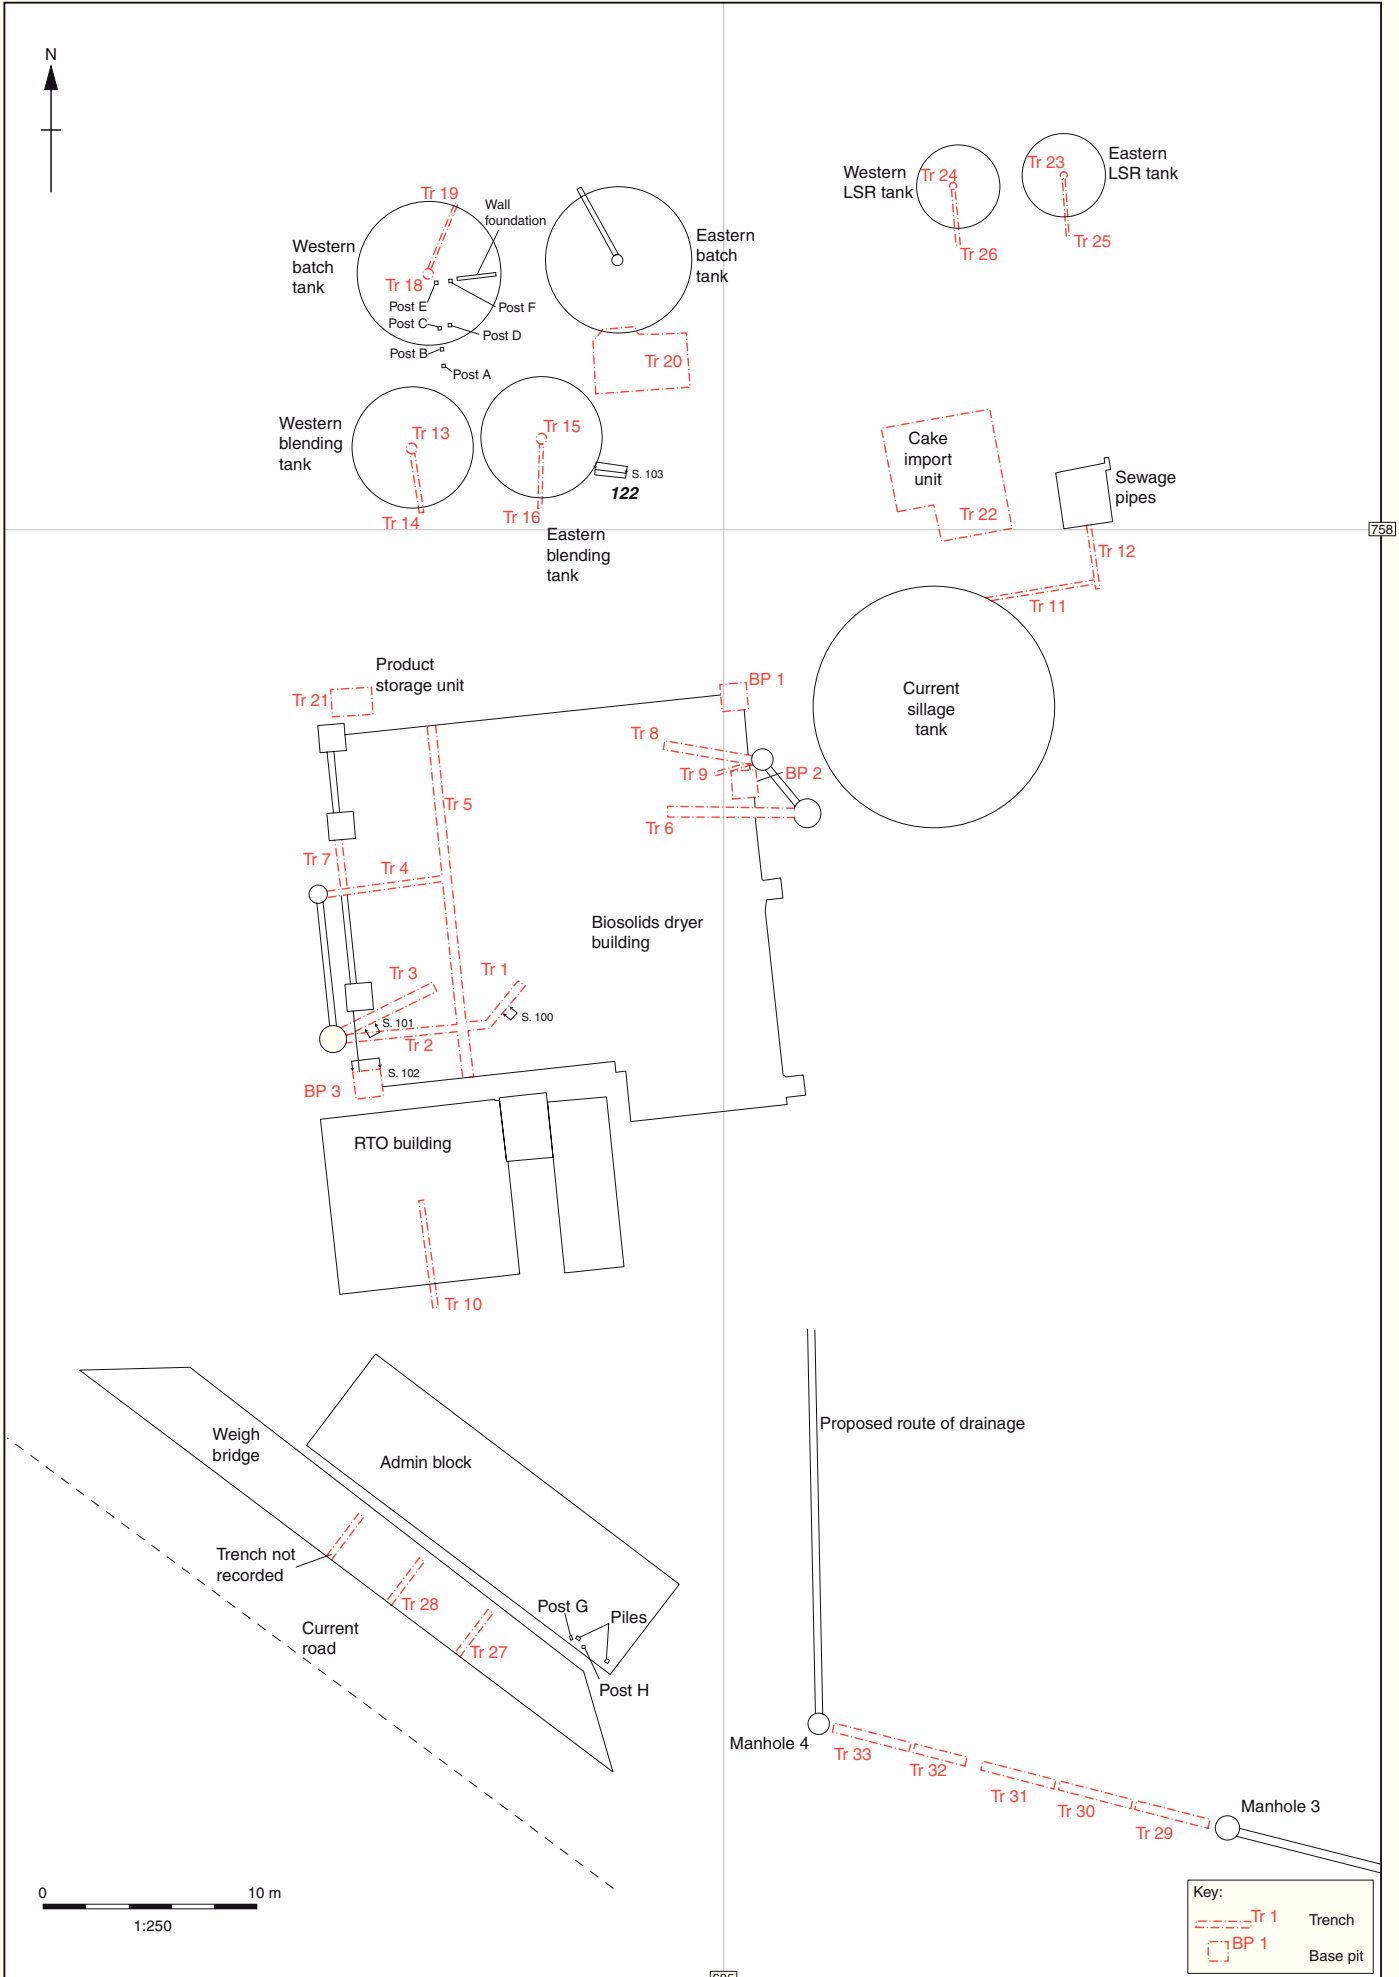 N
Western
LSR tank
Tr 24
Tr 26
Tr 23
Eastern
LSR tank
Tr 25
Tr 19
Wall
foundation
Western
batch
tank
Tr 18
Post E
Post F
Post C
Post D
Post B
Post A
Eastern
batch
tank
Tr 20
Western
blending
tank
Tr 13
Tr 14
Tr 15
Tr 16
S. 103
122
Eastern
blending
tank
Cake
import
unit
Tr 22
Sewage
pipes
758
Tr 12
Tr 11
Product
storage unit
Tr 21
BP 1
Current
sillage
tank
Tr 8
Tr 9
BP 2
Tr 5
Tr 6
Tr 7
Tr 4
Biosolids dryer
building
Tr 3
Tr 1
S. 101
S. 100
Tr 2
S. 102
BP 3
RTO building
Tr 10
Weigh
bridge
Admin block
Proposed route of drainage
Trench not
recorded
Tr 28
Current
road
Tr 27
Post G
Piles
Post H
Manhole 4
Tr 33
Tr 32
Tr 31
Tr 30
Tr 29
Manhole 3
0 10 m
1:250
Key:
Tr 1 Trench
BP 1 Base pit